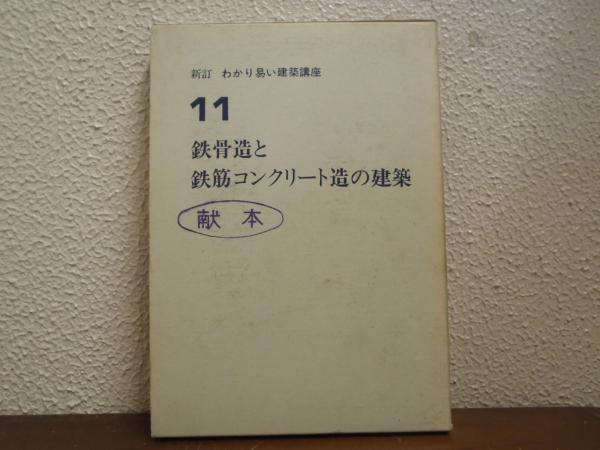 新訂 わかり易い建築講座
11
鉄骨造と
鉄筋コンクリート造の建築
献本